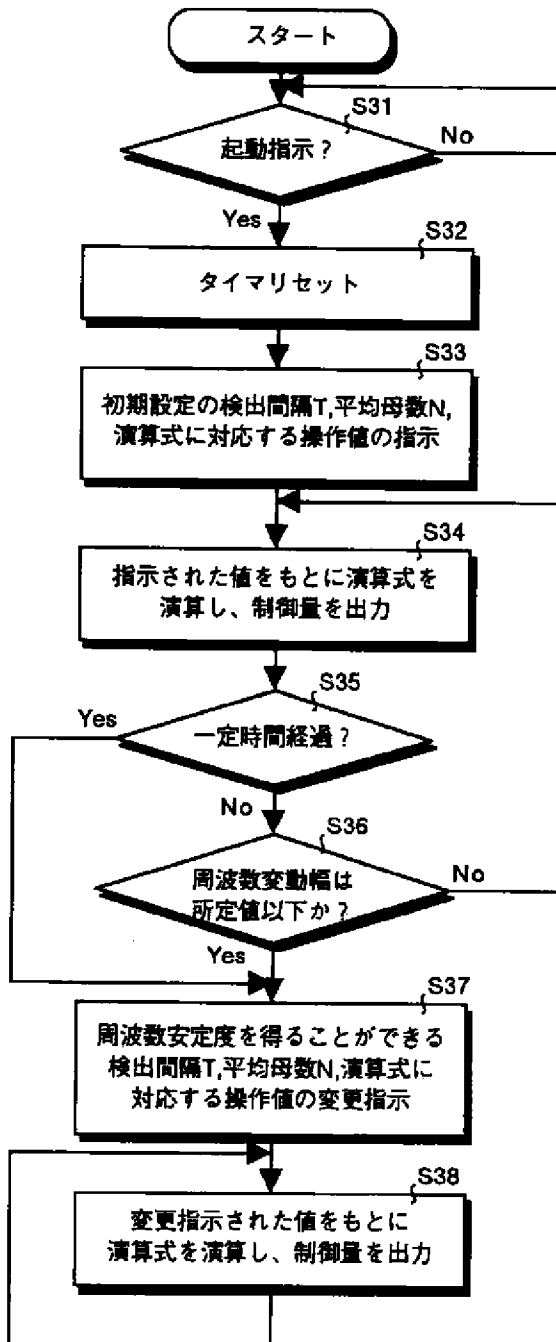 スタート
S31
起動指示?
No
Yes
S32
タイマリセット
S33
初期設定の検出間隔T,平均母数N,
演算式に対応する操作値の指示
S34
指示された値をもとに演算式を
演算し、制御量を出力
S35
Yes
一定時間経過?
No
S36
周波数変動幅は
所定値以下か?
No
Yes
S37
周波数安定度を得ることができる
検出間隔T,平均母数N,演算式に
対応する操作値の変更指示
S38
変更指示された値をもとに
演算式を演算し、制御量を出力